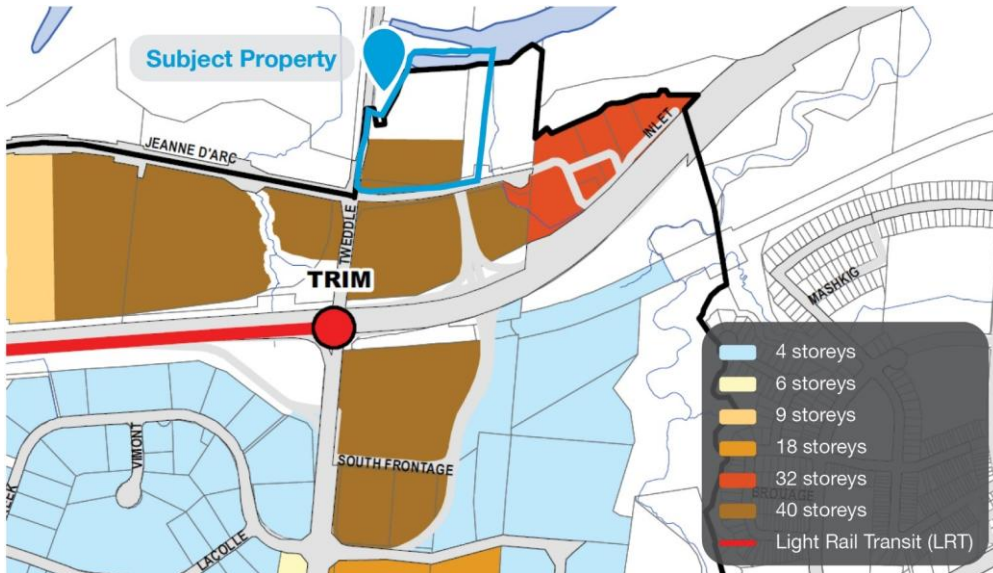 Subject Property
JEANNE D'ARC
INLET
TWEDDLE
TRIM
MASHKIG
4 storeys
6 storeys
9 storeys
18 storeys
32 storeys
40 storeys
Light Rail Transit (LRT)
BROUAGE
VIMONT
SOUTH FRONTAGE
LACOLLE